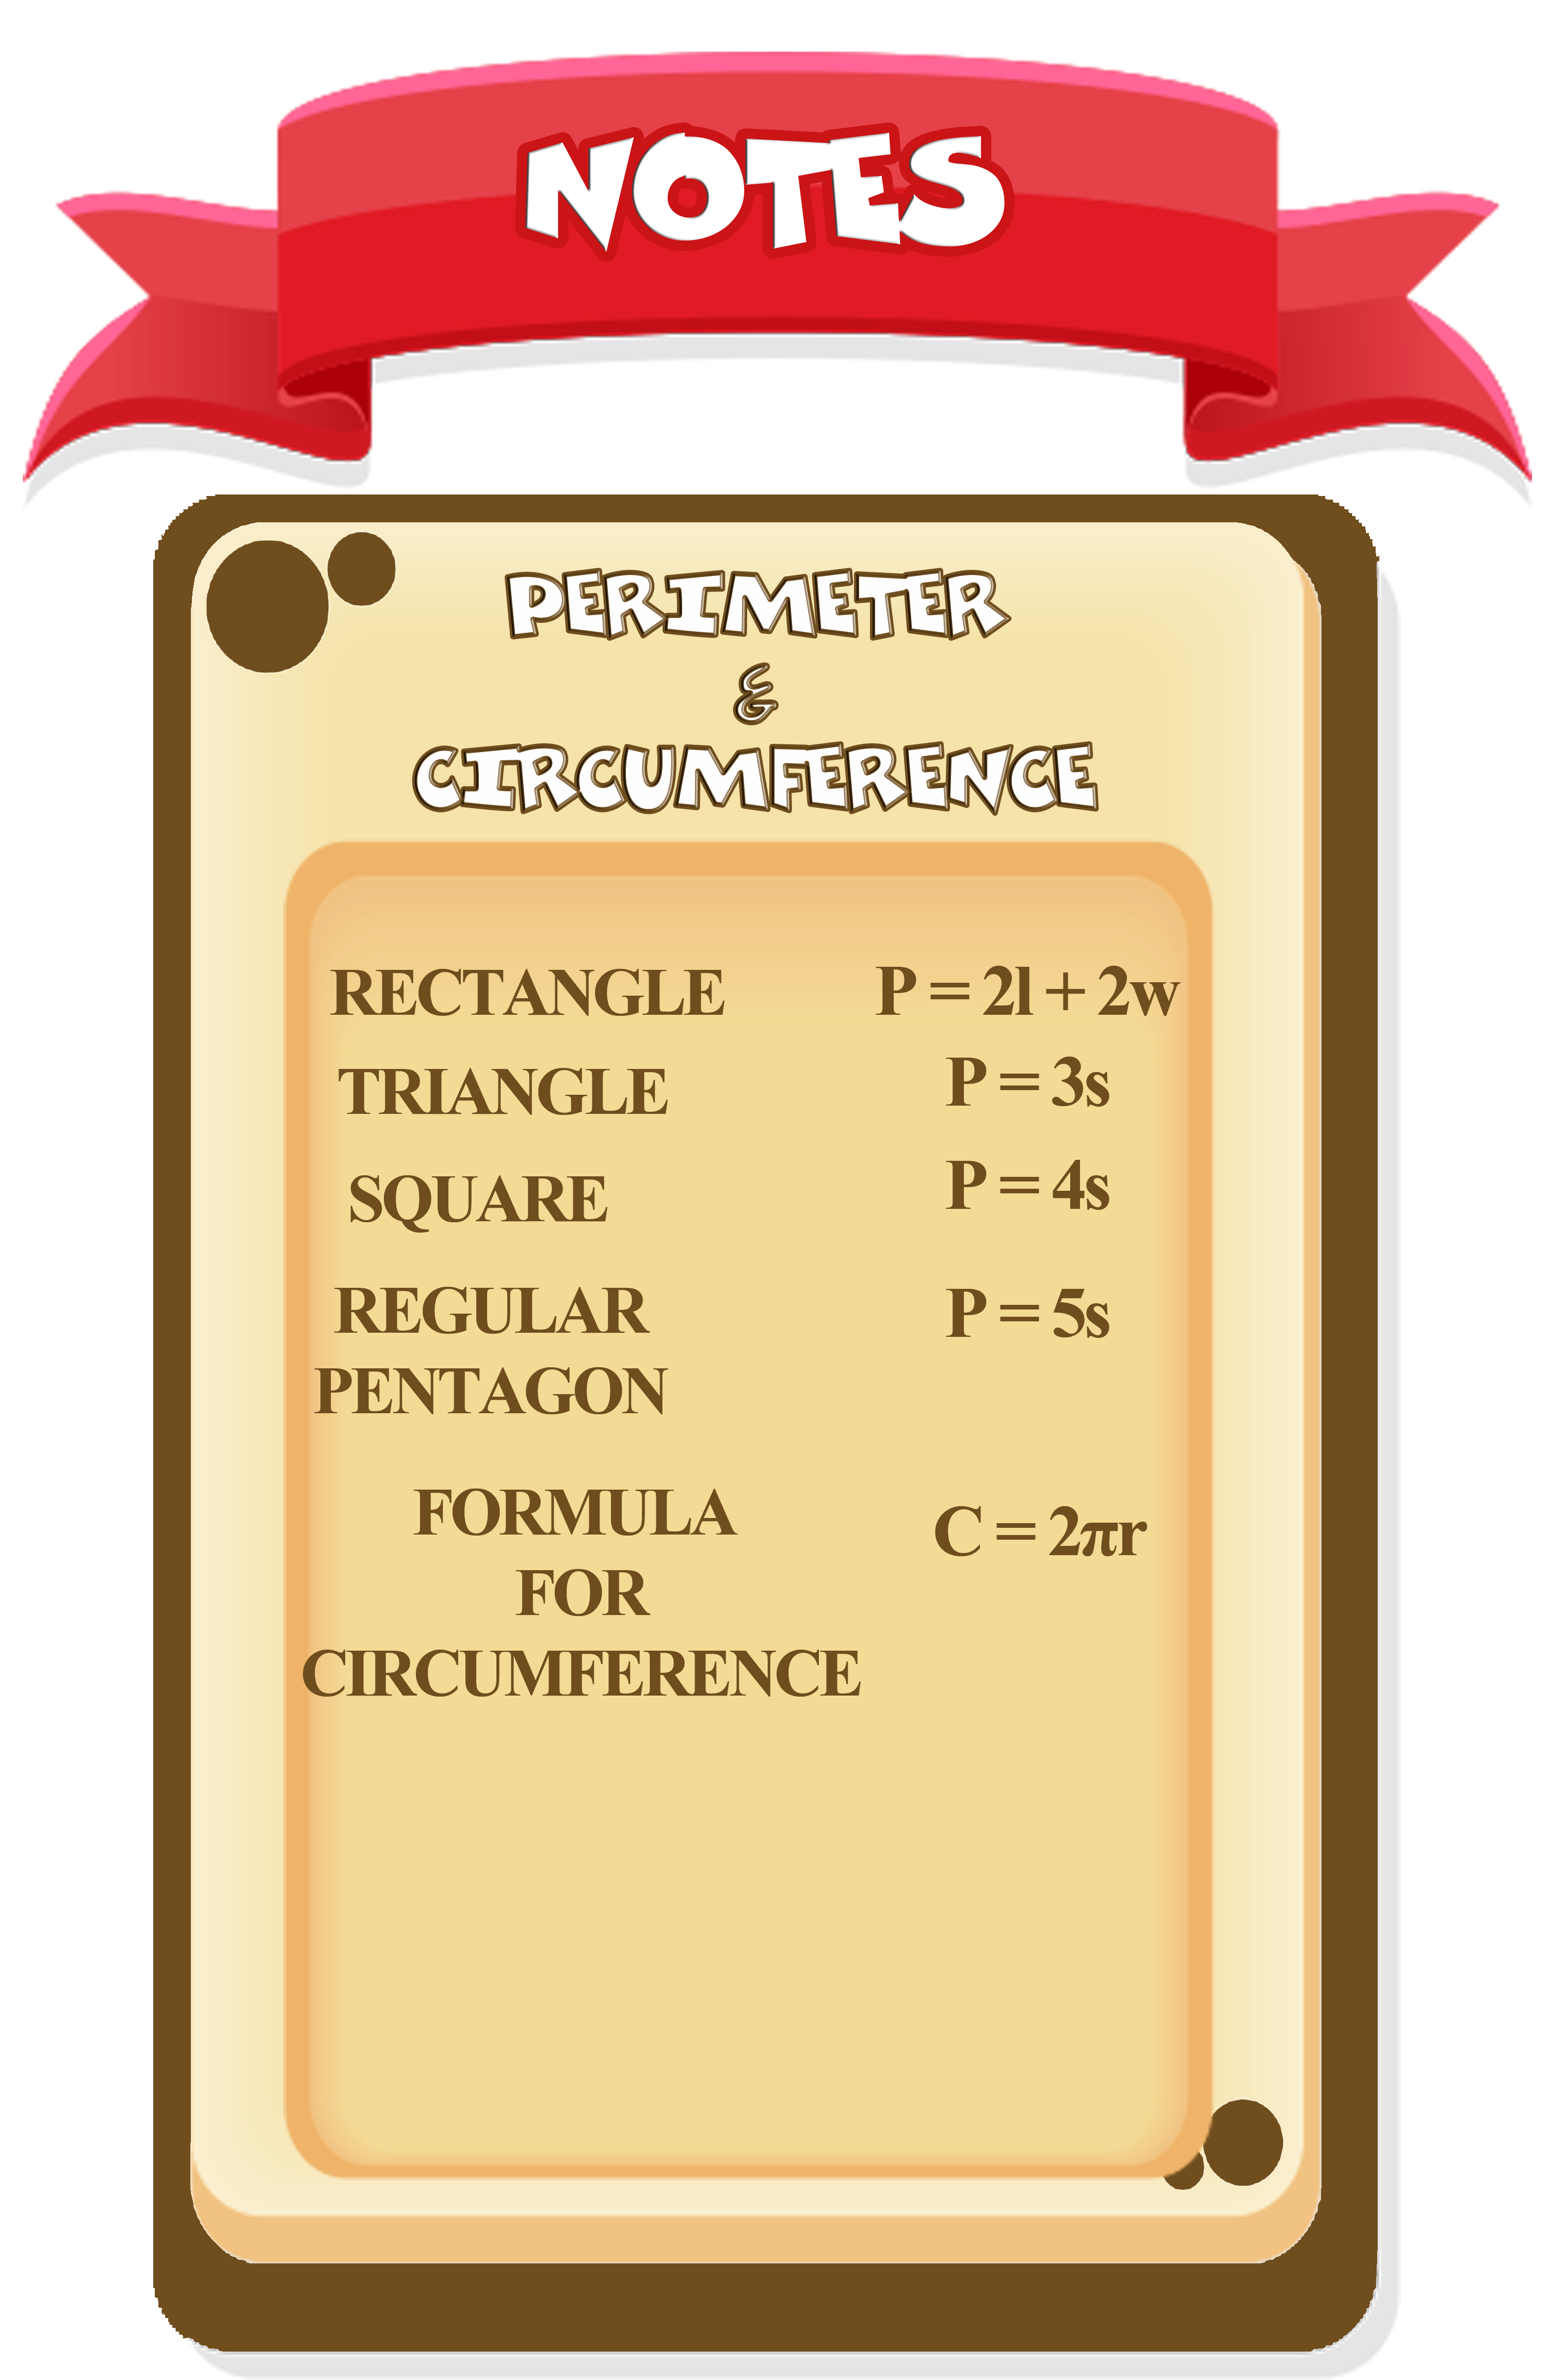 NOTES
PERIMETER
&
CIRCUMFERENCE
RECTANGLE P = 2l + 2w
TRIANGLE P = 3s
SQUARE P = 4s
REGULAR P = 5s
PENTAGON
FORMULA C = 2πr
FOR
CIRCUMFERENCE